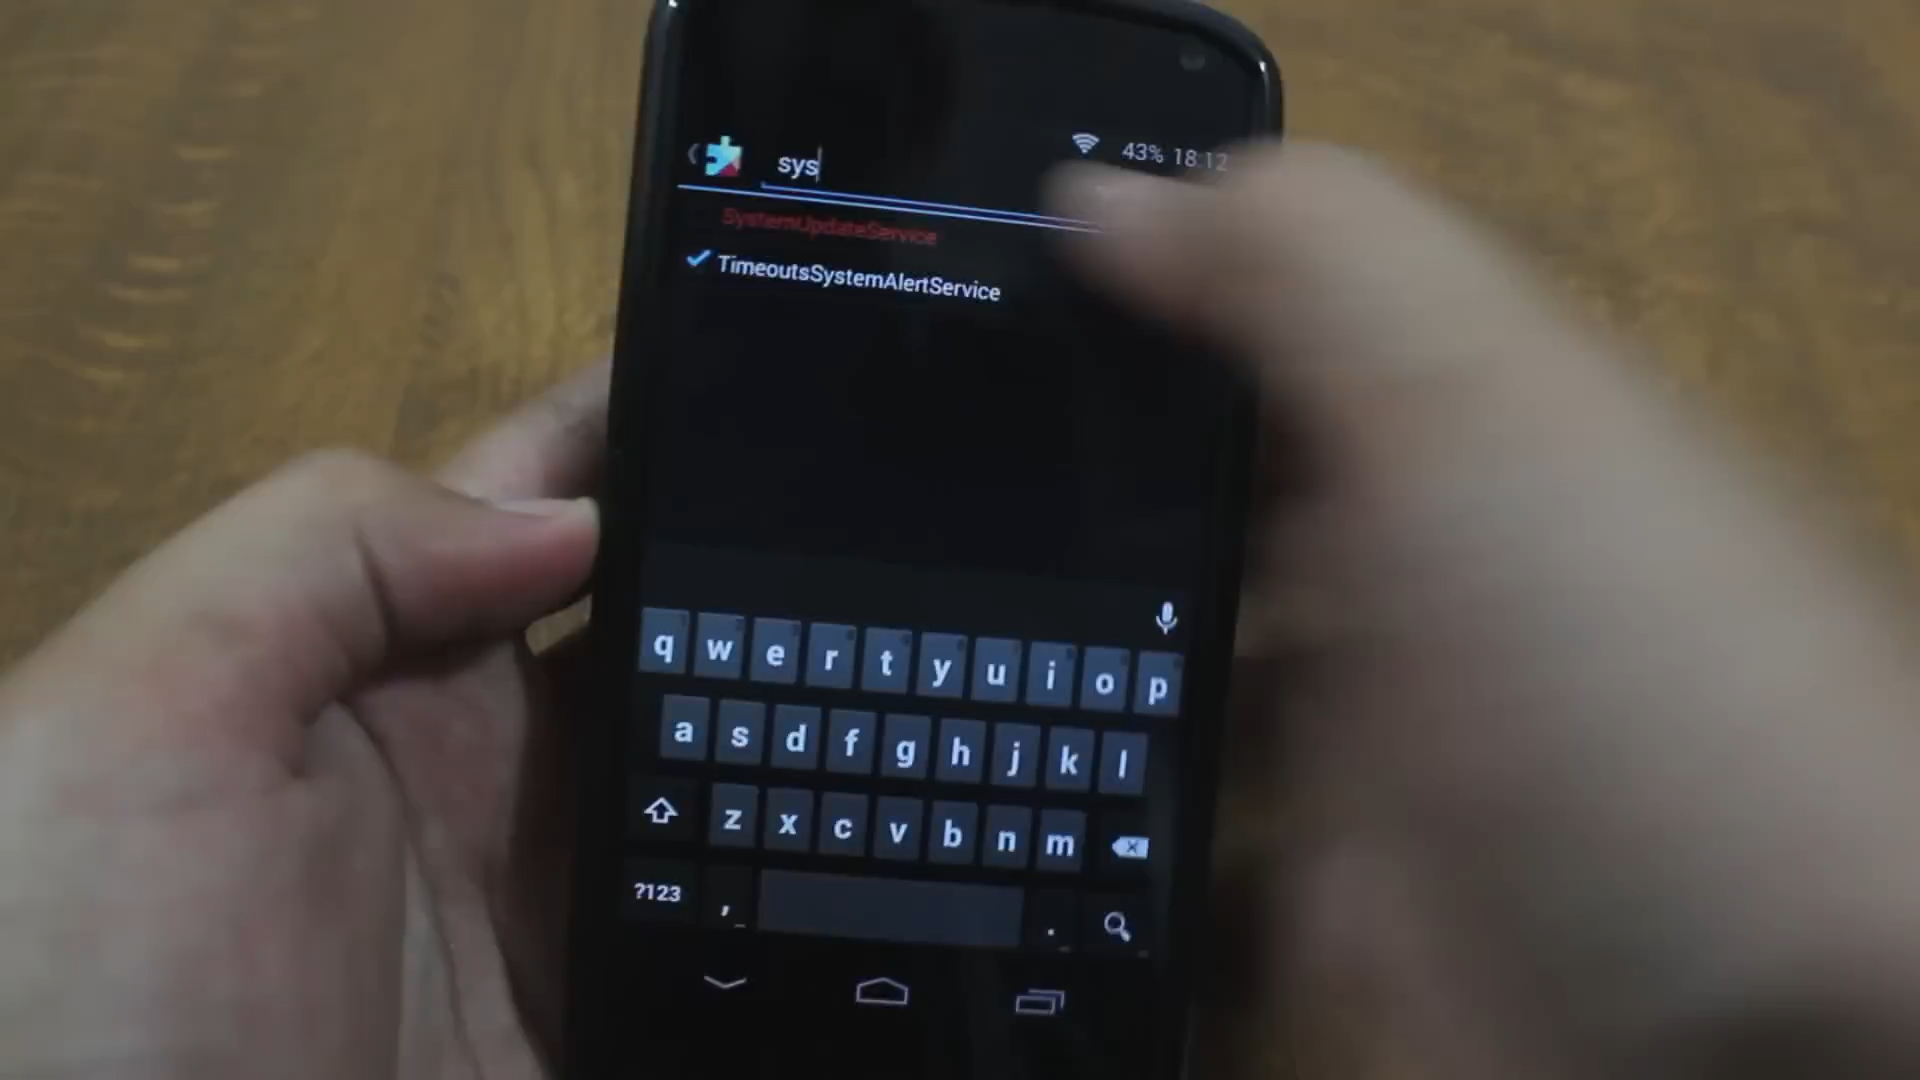 sys
43% 18:12
SystemUpdateService
TimeoutsSystemAlertService
q w e r t y u i o p
a s d f g h j k l
z x c v b n m
?123 , .